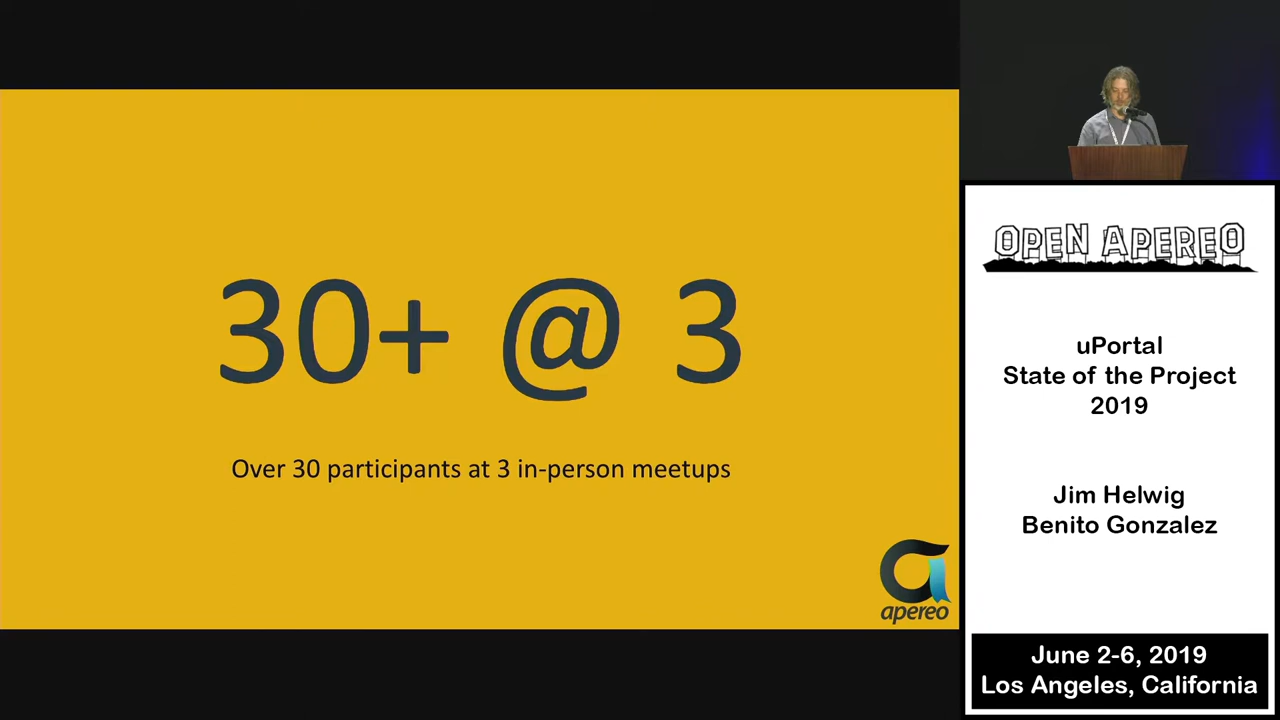 30+ @ 3
Over 30 participants at 3 in-person meetups
apereo
OPEN APEREO
uPortal
State of the Project
2019
Jim Helwig
Benito Gonzalez
June 2-6, 2019
Los Angeles, California